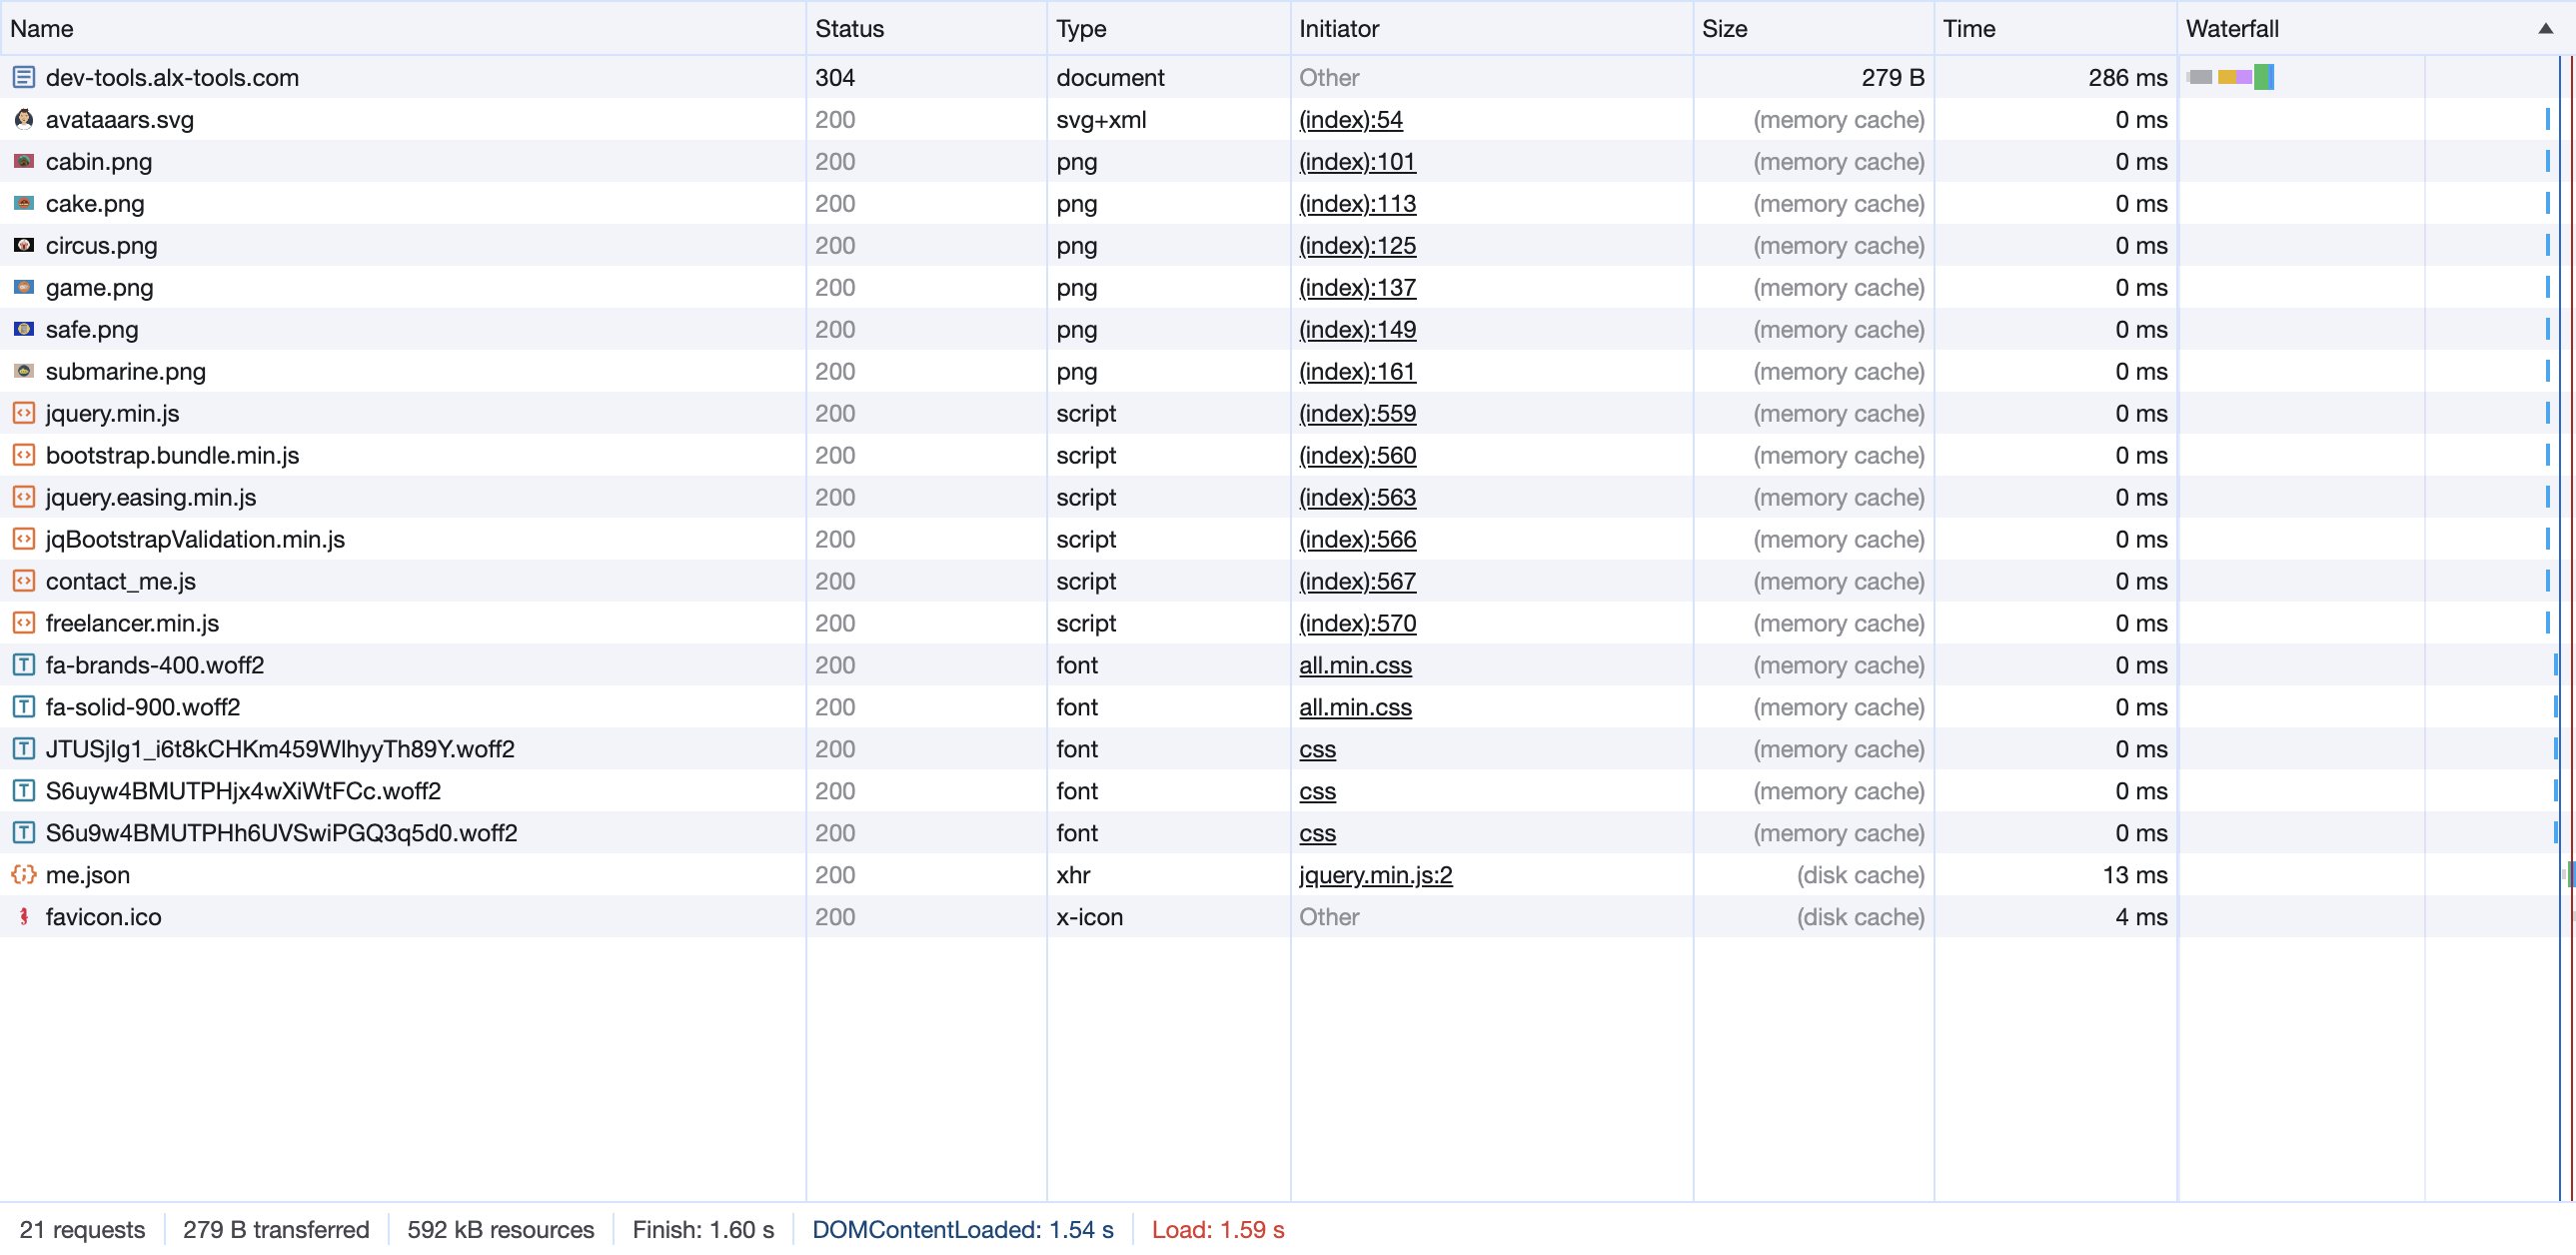 Name Status Type Initiator Size Time Waterfall
dev-tools.alx-tools.com 304 document Other 279 B 286 ms
avataaars.svg 200 svg+xml (index):54 (memory cache) 0 ms
cabin.png 200 png (index):101 (memory cache) 0 ms
cake.png 200 png (index):113 (memory cache) 0 ms
circus.png 200 png (index):125 (memory cache) 0 ms
game.png 200 png (index):137 (memory cache) 0 ms
safe.png 200 png (index):149 (memory cache) 0 ms
submarine.png 200 png (index):161 (memory cache) 0 ms
jquery.min.js 200 script (index):559 (memory cache) 0 ms
bootstrap.bundle.min.js 200 script (index):560 (memory cache) 0 ms
jquery.easing.min.js 200 script (index):563 (memory cache) 0 ms
jqBootstrapValidation.min.js 200 script (index):566 (memory cache) 0 ms
contact_me.js 200 script (index):567 (memory cache) 0 ms
freelancer.min.js 200 script (index):570 (memory cache) 0 ms
fa-brands-400.woff2 200 font all.min.css (memory cache) 0 ms
fa-solid-900.woff2 200 font all.min.css (memory cache) 0 ms
JTUSjIg1_i6t8kCHKm459WlhyyTh89Y.woff2 200 font css (memory cache) 0 ms
S6uyw4BMUTPHjx4wXiWtFCc.woff2 200 font css (memory cache) 0 ms
S6u9w4BMUTPHh6UVSwiPGQ3q5d0.woff2 200 font css (memory cache) 0 ms
me.json 200 xhr jquery.min.js:2 (disk cache) 13 ms
favicon.ico 200 x-icon Other (disk cache) 4 ms
21 requests 279 B transferred 592 kB resources Finish: 1.60 s DOMContentLoaded: 1.54 s Load: 1.59 s